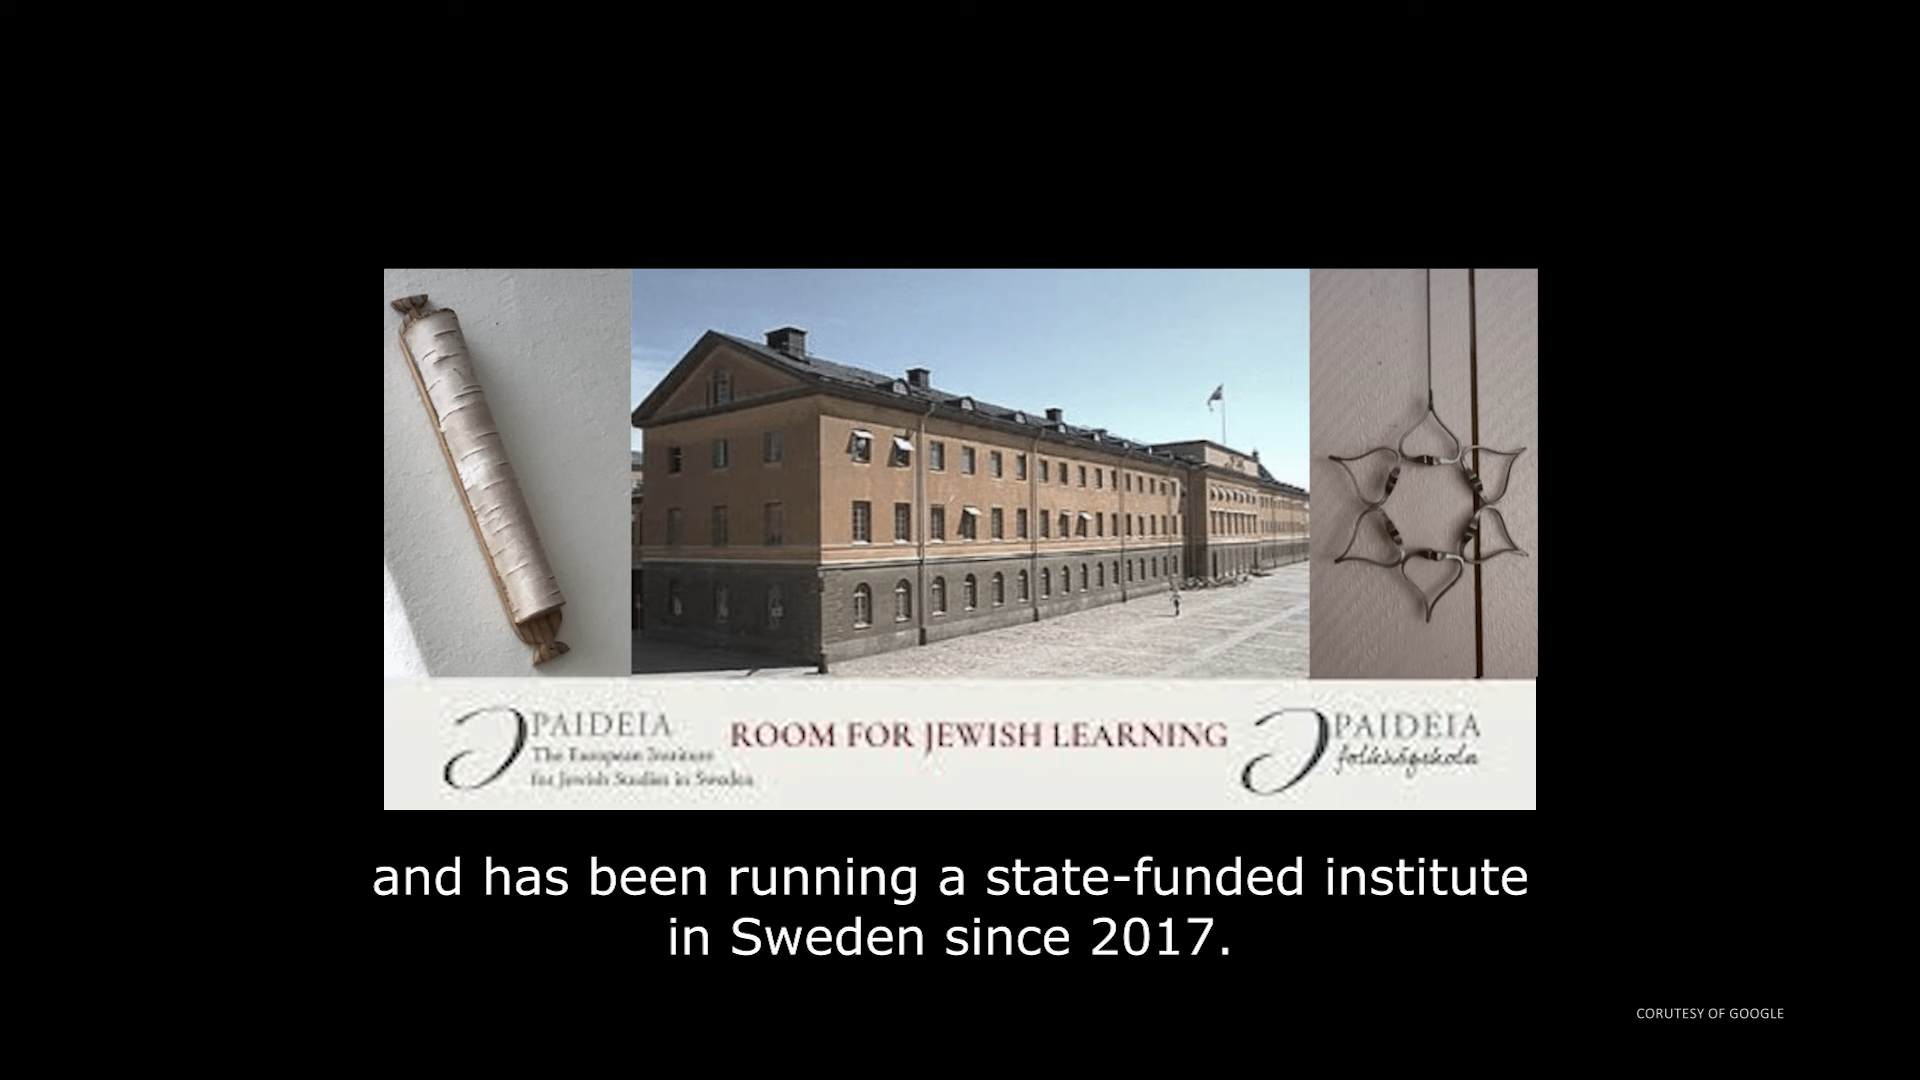 PAIDEIA
The European Institute
for Jewish Studies in Sweden
ROOM FOR JEWISH LEARNING
PAIDEIA
folkhögskola
and has been running a state-funded institute
in Sweden since 2017.
CORUTESY OF GOOGLE